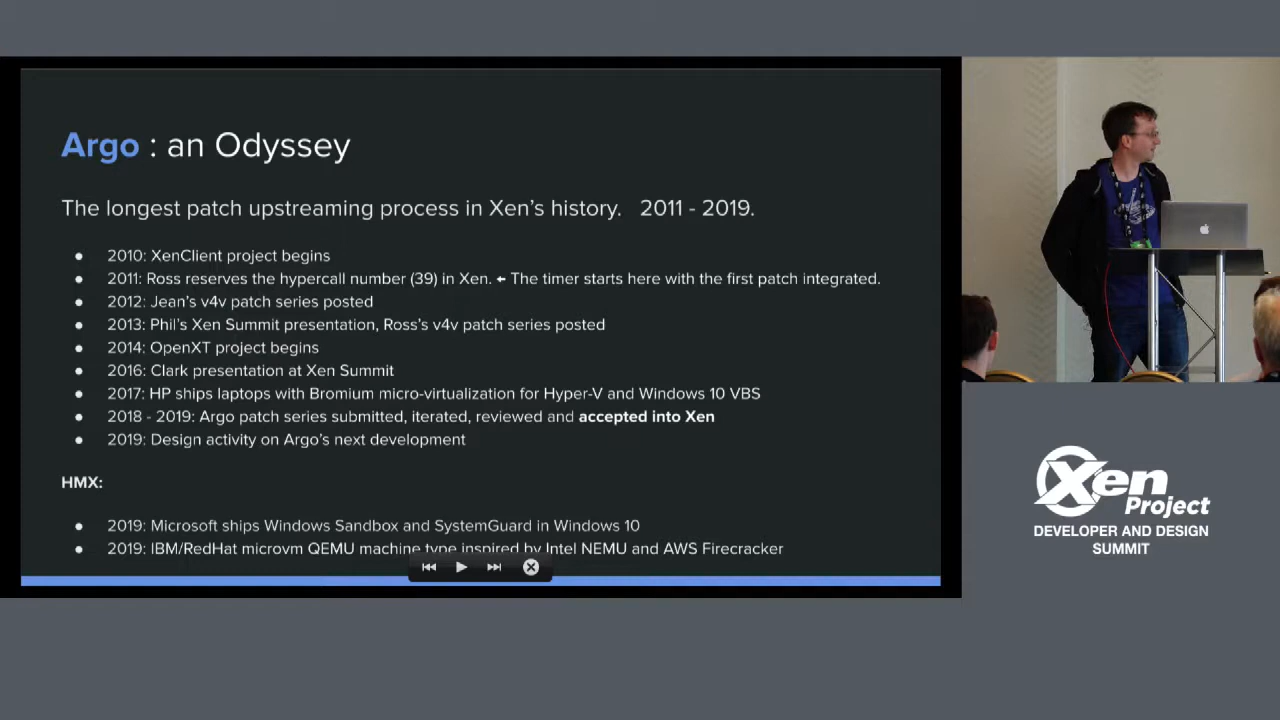 Argo : an Odyssey
The longest patch upstreaming process in Xen's history. 2011 - 2019.
● 2010: XenClient project begins
● 2011: Ross reserves the hypercall number (39) in Xen. ← The timer starts here with the first patch integrated.
● 2012: Jean's v4v patch series posted
● 2013: Phil's Xen Summit presentation, Ross's v4v patch series posted
● 2014: OpenXT project begins
● 2016: Clark presentation at Xen Summit
● 2017: HP ships laptops with Bromium micro-virtualization for Hyper-V and Windows 10 VBS
● 2018 - 2019: Argo patch series submitted, iterated, reviewed and accepted into Xen
● 2019: Design activity on Argo's next development
HMX:
● 2019: Microsoft ships Windows Sandbox and SystemGuard in Windows 10
● 2019: IBM/RedHat microvm QEMU machine type inspired by Intel NEMU and AWS Firecracker
Xen
Project
DEVELOPER AND DESIGN
SUMMIT